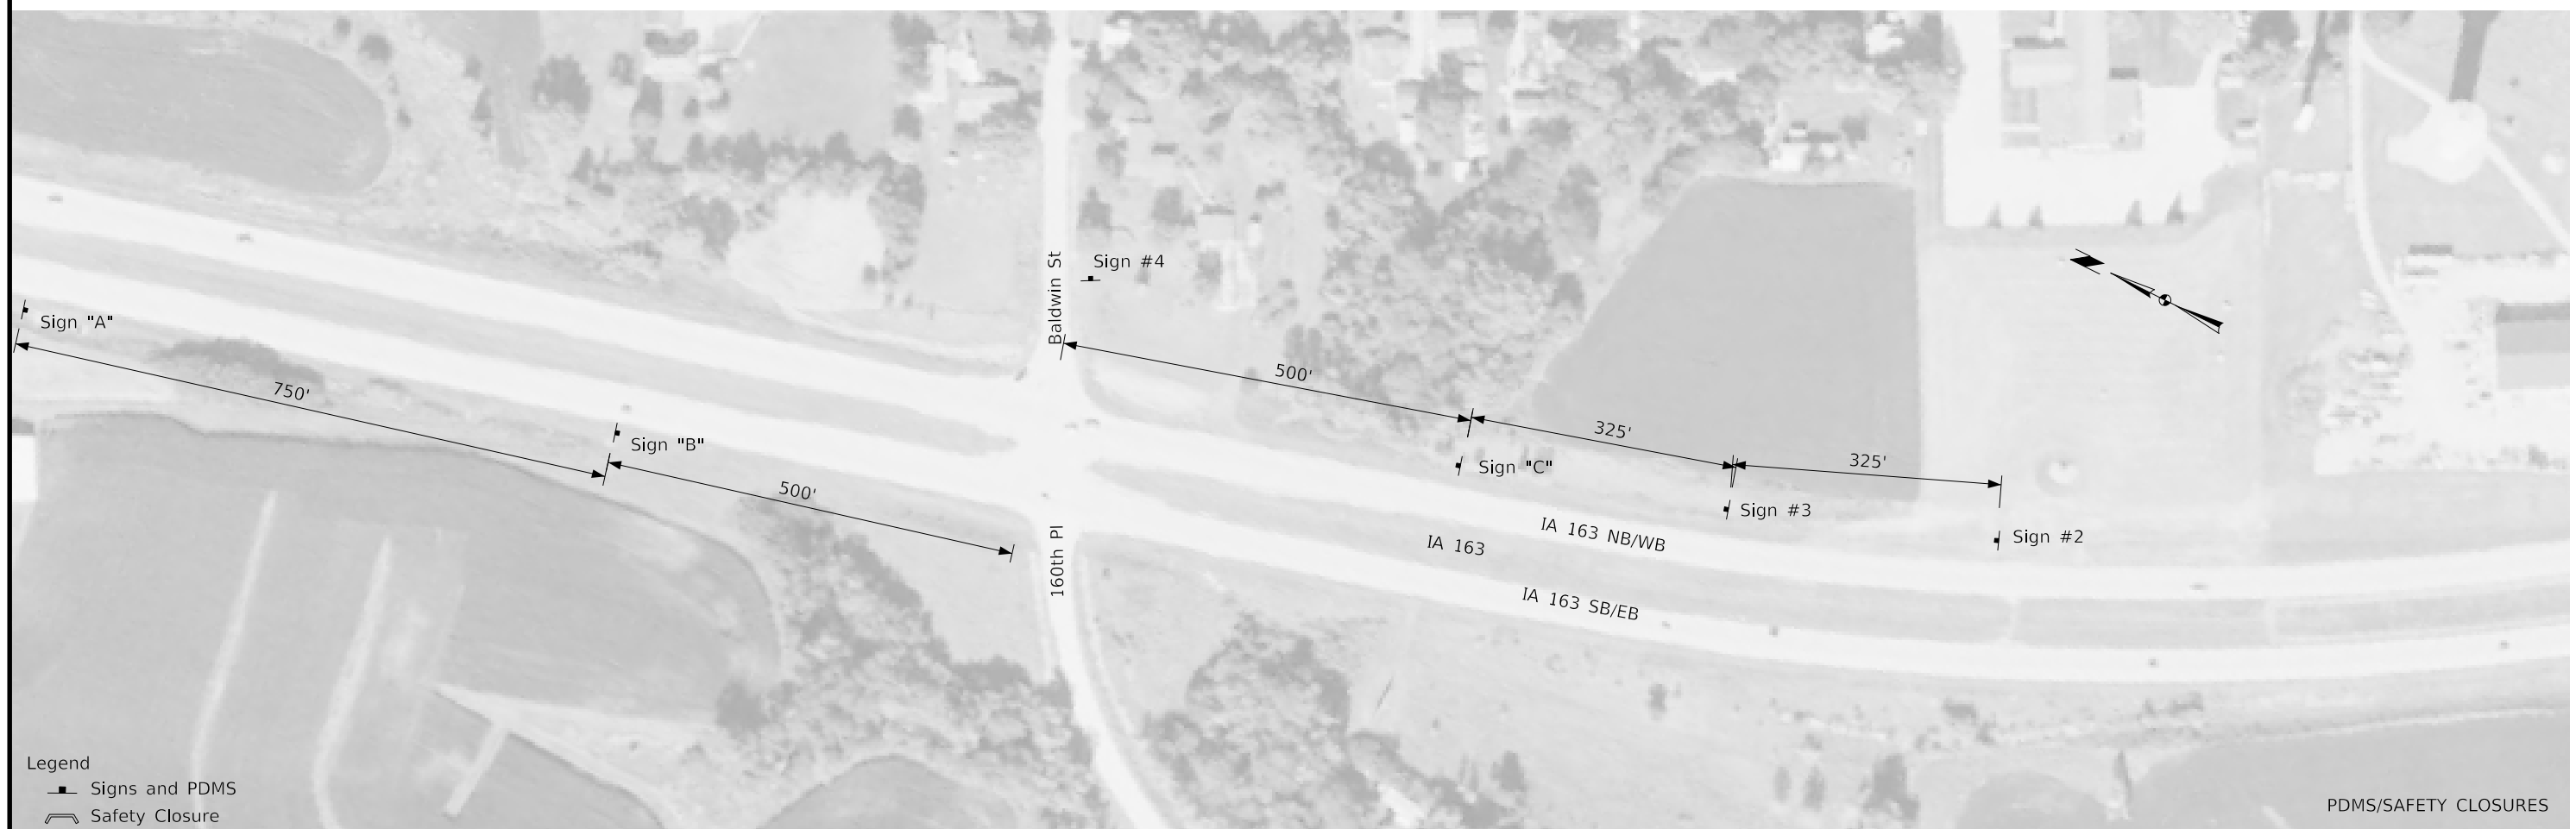 Baldwin St
Sign #4
Sign "A"
750'
Sign "B"
500'
500'
Sign "C"
325'
325'
Sign #3
Sign #2
IA 163 NB/WB
IA 163
IA 163 SB/EB
160th Pl
Legend
Signs and PDMS
Safety Closure
PDMS/SAFETY CLOSURES